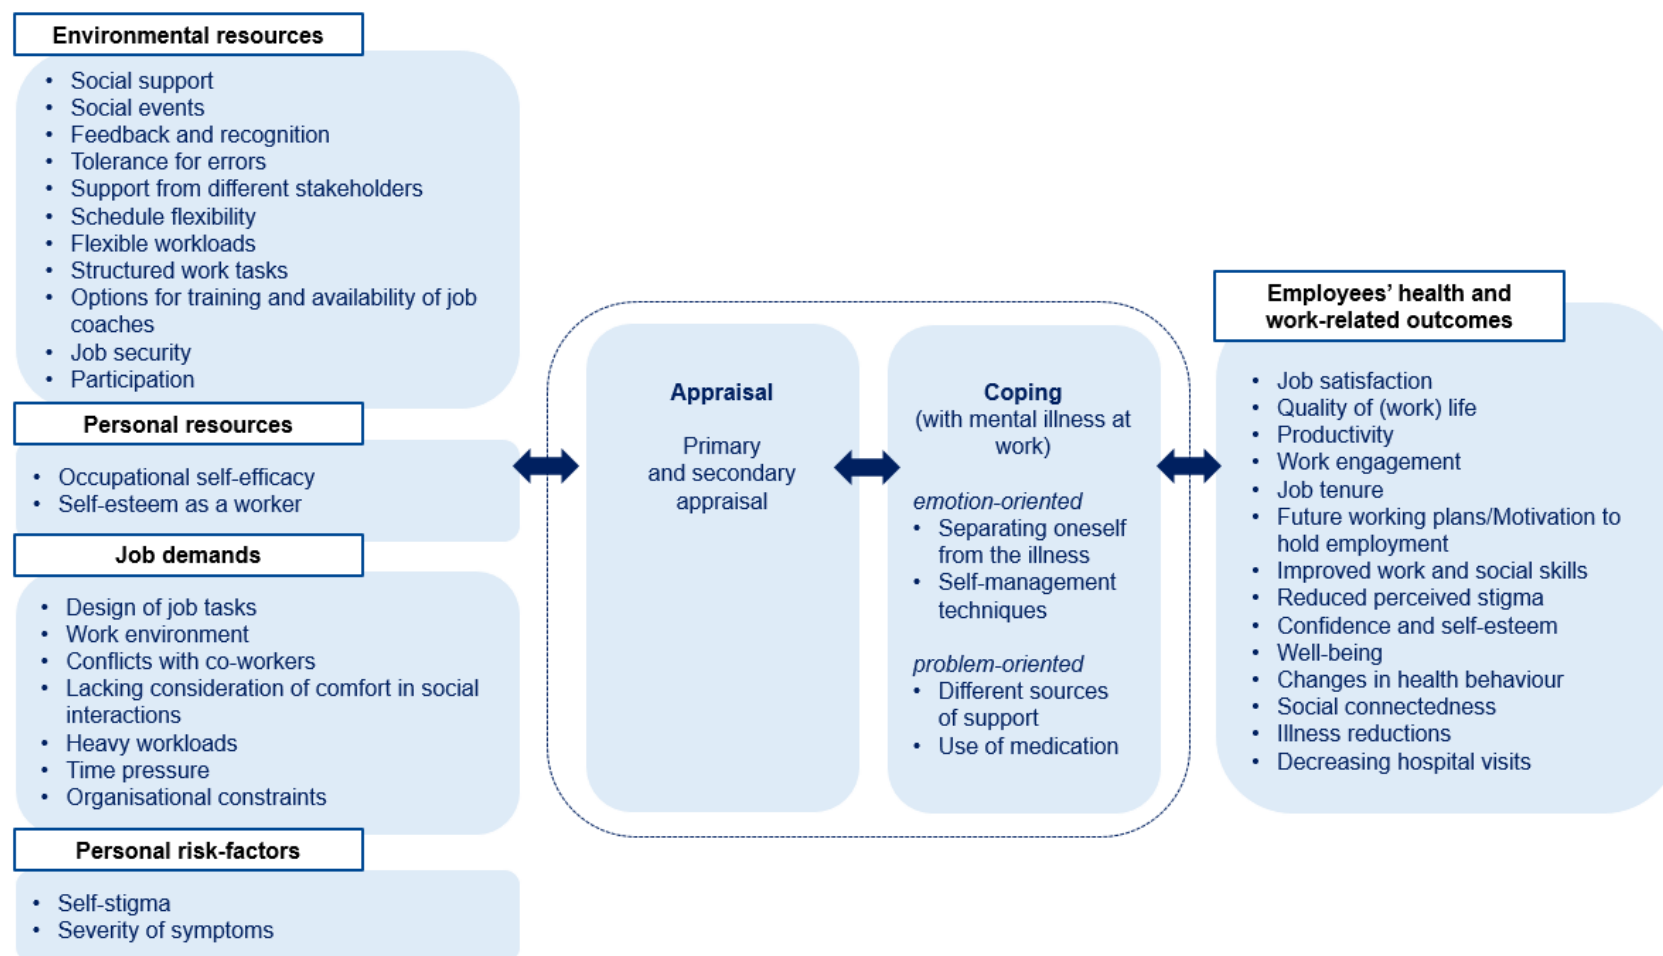 Environmental resources
• Social support
• Social events
• Feedback and recognition
• Tolerance for errors
• Support from different stakeholders
• Schedule flexibility
• Flexible workloads
• Structured work tasks
• Options for training and availability of job
coaches
• Job security
• Participation
Personal resources
• Occupational self-efficacy
• Self-esteem as a worker
Job demands
• Design of job tasks
• Work environment
• Conflicts with co-workers
• Lacking consideration of comfort in social
interactions
• Heavy workloads
• Time pressure
• Organisational constraints
Personal risk-factors
• Self-stigma
• Severity of symptoms
Appraisal
Primary
and secondary
appraisal
Coping
(with mental illness at
work)
emotion-oriented
• Separating oneself
from the illness
• Self-management
techniques
problem-oriented
• Different sources
of support
• Use of medication
Employees’ health and
work-related outcomes
• Job satisfaction
• Quality of (work) life
• Productivity
• Work engagement
• Job tenure
• Future working plans/Motivation to
hold employment
• Improved work and social skills
• Reduced perceived stigma
• Confidence and self-esteem
• Well-being
• Changes in health behaviour
• Social connectedness
• Illness reductions
• Decreasing hospital visits